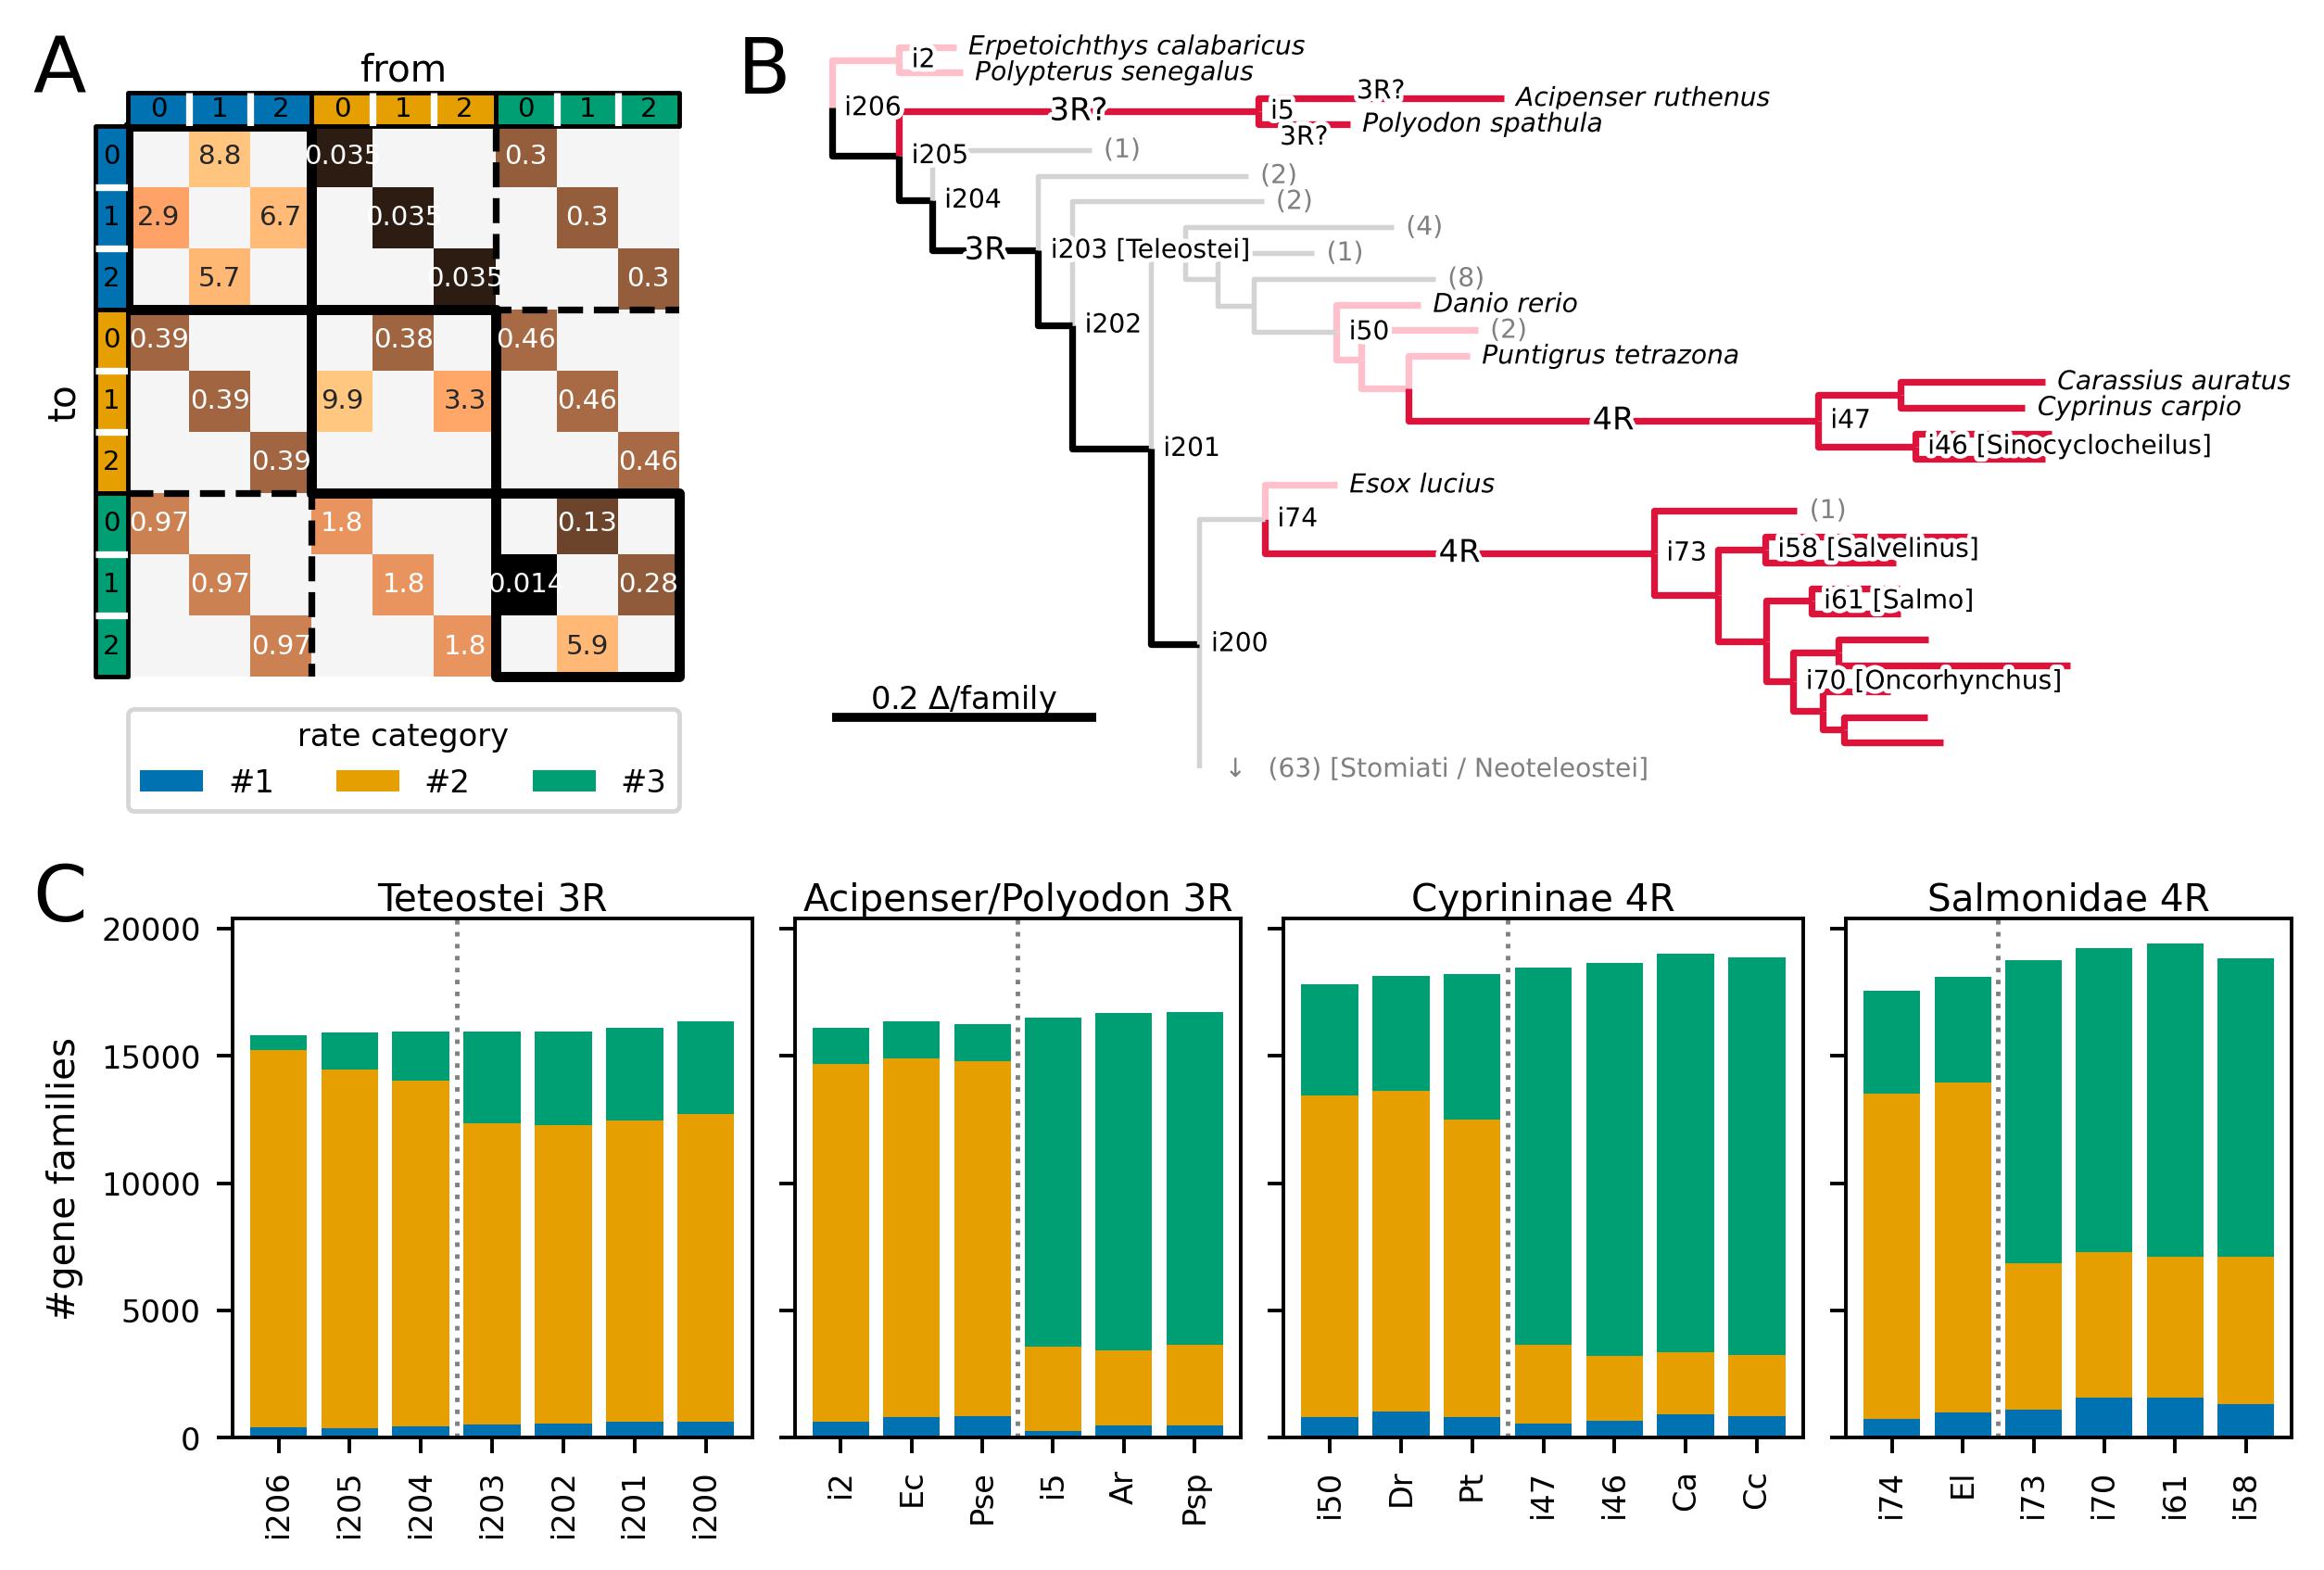 A
from
0 1 2 0 1 2 0 1 2
to
0 8.8 0.035 0.3
1 2.9 6.7 0.035 0.3
2 5.7 0.035 0.3
0 0.39 0.38 0.46
1 0.39 9.9 3.3 0.46
2 0.39 0.46
0 0.97 1.8 0.13
1 0.97 1.8 0.014 0.28
2 0.97 1.8 5.9
rate category
#1 #2 #3
B
i2 Erpetoichthys calabaricus
Polypterus senegalus
i206 3R? i5 3R? Acipenser ruthenus
3R? Polyodon spathula
i205 (1)
(2)
i204 (2)
(4)
3R i203 [Teleostei] (1)
(8)
Danio rerio
i202 i50 (2)
Puntigrus tetrazona
Carassius auratus
Cyprinus carpio
4R i47
i201 i46 [Sinocyclocheilus]
Esox lucius
i74 (1)
4R i73 i58 [Salvelinus]
i61 [Salmo]
i200
i70 [Oncorhynchus]
0.2 Δ/family
↓ (63) [Stomiati / Neoteleostei]
C
Teteostei 3R
Acipenser/Polyodon 3R
Cyprininae 4R
Salmonidae 4R
#gene families
20000
15000
10000
5000
0
i206 i205 i204 i203 i202 i201 i200
i2 Ec Pse i5 Ar Psp
i50 Dr Pt i47 i46 Ca Cc
i74 El i73 i70 i61 i58